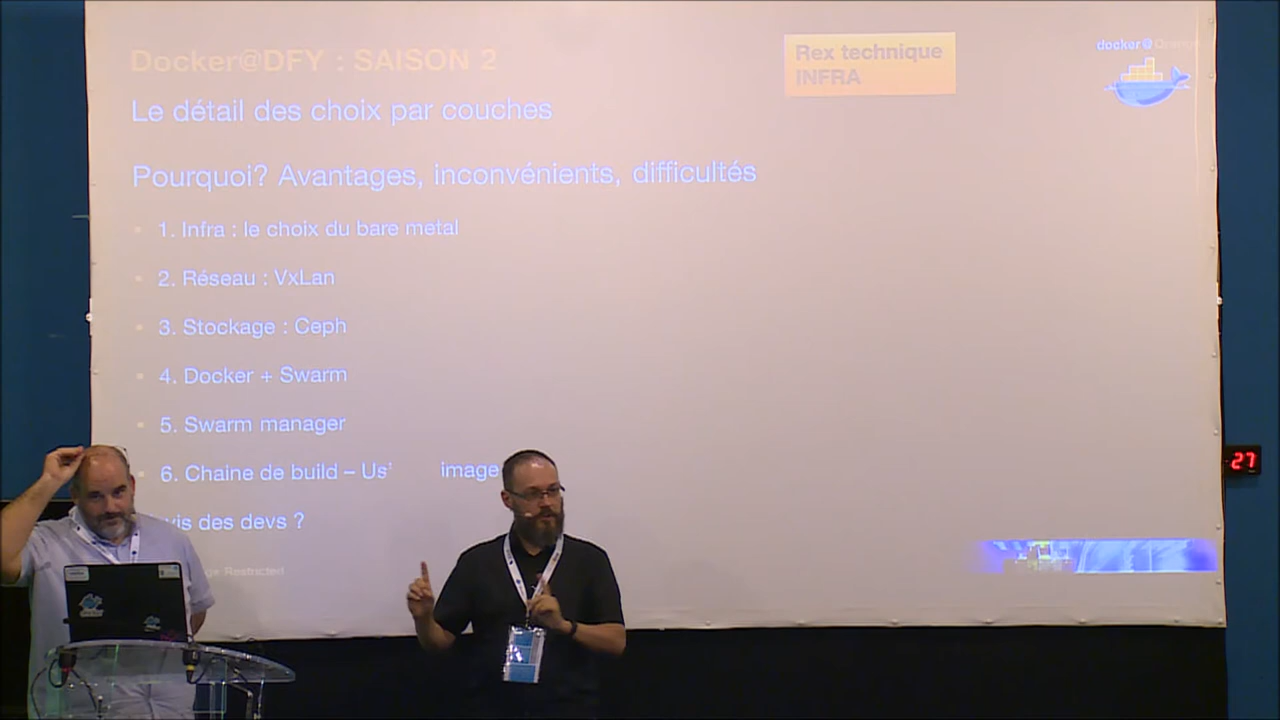 Docker@DFY : SAISON 2
Rex technique
INFRA
docker@Orange
Le détail des choix par couches
Pourquoi? Avantages, inconvénients, difficultés
1. Infra : le choix du bare metal
2. Réseau : VxLan
3. Stockage : Ceph
4. Docker + Swarm
5. Swarm manager
6. Chaine de build – Us image
vis des devs ?
Restricted
27